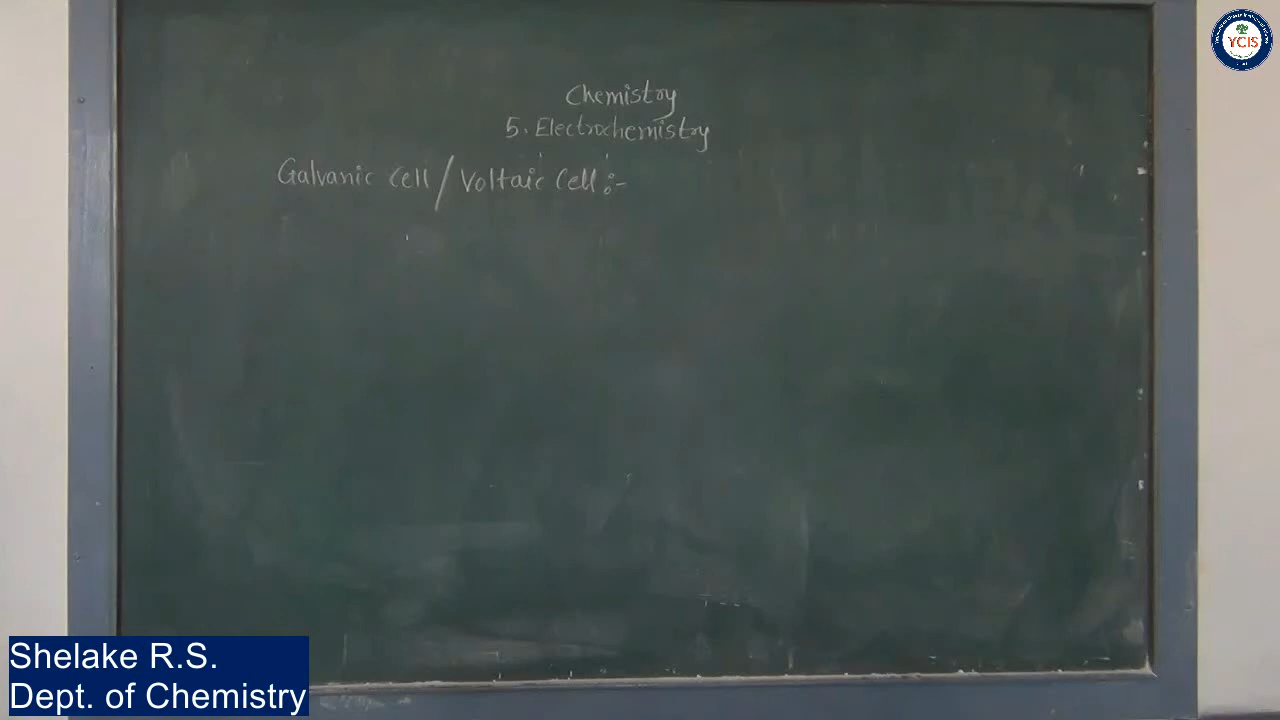 YCIS
Chemistry
5. Electrochemistry
Galvanic Cell / Voltaic Cell :-
Shelake R.S.
Dept. of Chemistry